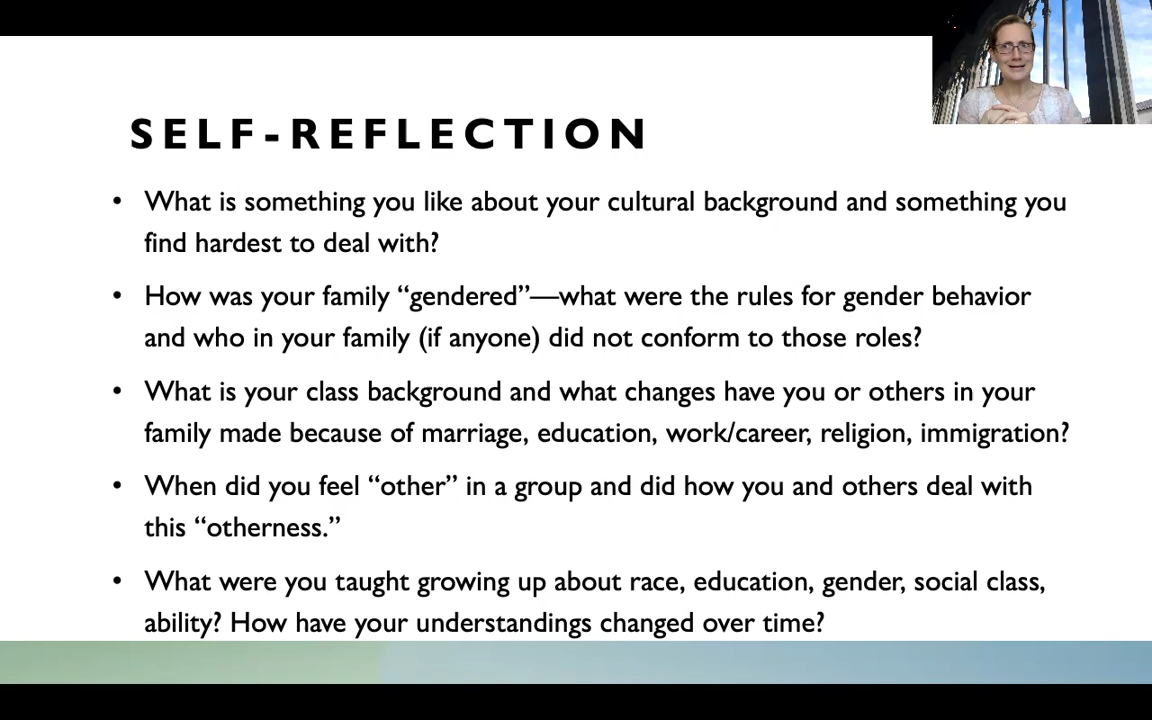 SELF-REFLECTION
• What is something you like about your cultural background and something you
find hardest to deal with?
• How was your family “gendered”—what were the rules for gender behavior
and who in your family (if anyone) did not conform to those roles?
• What is your class background and what changes have you or others in your
family made because of marriage, education, work/career, religion, immigration?
• When did you feel “other” in a group and did how you and others deal with
this “otherness.”
• What were you taught growing up about race, education, gender, social class,
ability? How have your understandings changed over time?